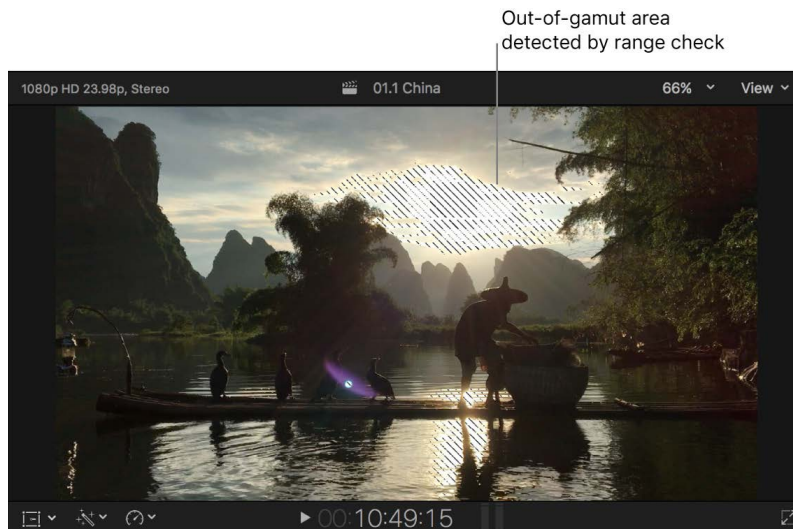 Out-of-gamut area
detected by range check
1080p HD 23.98p, Stereo
01.1 China
66%
View
00:10:49:15